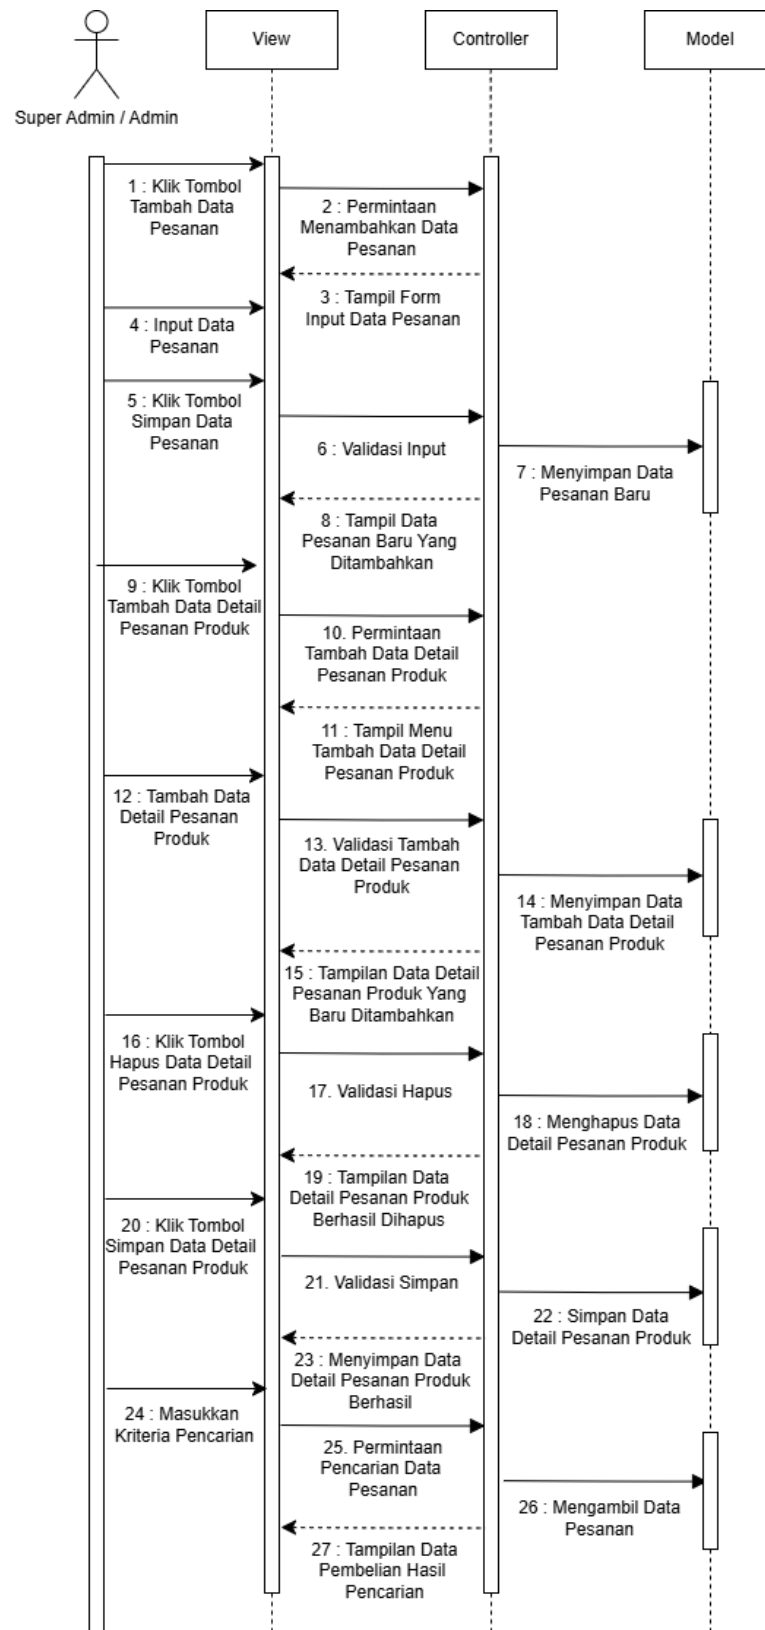 View
Controller
Model
Super Admin / Admin
1 : Klik Tombol
Tambah Data
Pesanan
2 : Permintaan
Menambahkan Data
Pesanan
3 : Tampil Form
Input Data Pesanan
4 : Input Data
Pesanan
5 : Klik Tombol
Simpan Data
Pesanan
6 : Validasi Input
7 : Menyimpan Data
Pesanan Baru
8 : Tampil Data
Pesanan Baru Yang
Ditambahkan
9 : Klik Tombol
Tambah Data Detail
Pesanan Produk
10. Permintaan
Tambah Data Detail
Pesanan Produk
11 : Tampil Menu
Tambah Data Detail
Pesanan Produk
12 : Tambah Data
Detail Pesanan
Produk
13. Validasi Tambah
Data Detail Pesanan
Produk
14 : Menyimpan Data
Tambah Data Detail
Pesanan Produk
15 : Tampilan Data Detail
Pesanan Produk Yang
Baru Ditambahkan
16 : Klik Tombol
Hapus Data Detail
Pesanan Produk
17. Validasi Hapus
18 : Menghapus Data
Detail Pesanan Produk
19 : Tampilan Data
Detail Pesanan Produk
Berhasil Dihapus
20 : Klik Tombol
Simpan Data Detail
Pesanan Produk
21. Validasi Simpan
22 : Simpan Data
Detail Pesanan Produk
23 : Menyimpan Data
Detail Pesanan Produk
Berhasil
24 : Masukkan
Kriteria Pencarian
25. Permintaan
Pencarian Data
Pesanan
26 : Mengambil Data
Pesanan
27 : Tampilan Data
Pembelian Hasil
Pencarian